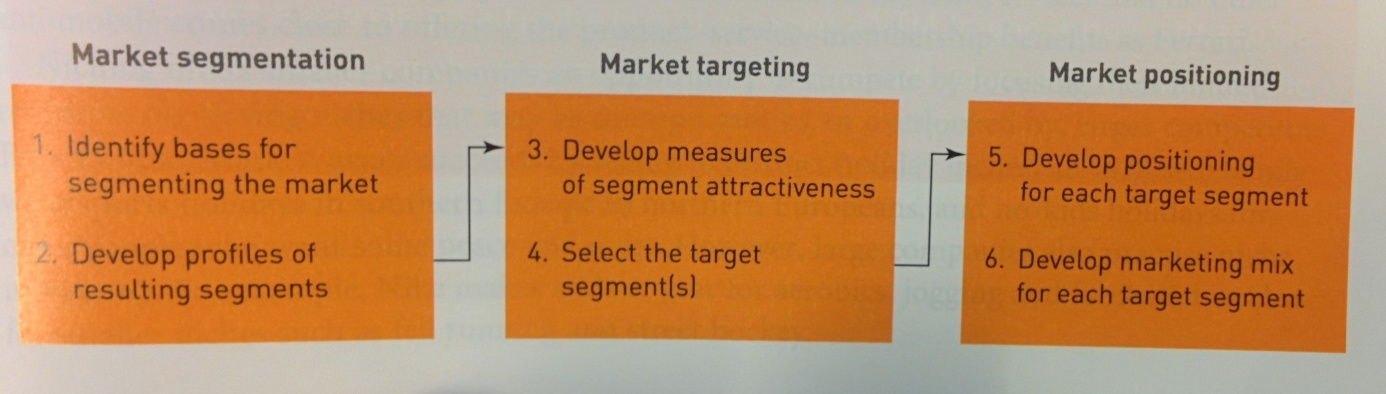 Market segmentation
1. Identify bases for
segmenting the market
2. Develop profiles of
resulting segments
Market targeting
3. Develop measures
of segment attractiveness
4. Select the target
segment(s)
Market positioning
5. Develop positioning
for each target segment
6. Develop marketing mix
for each target segment